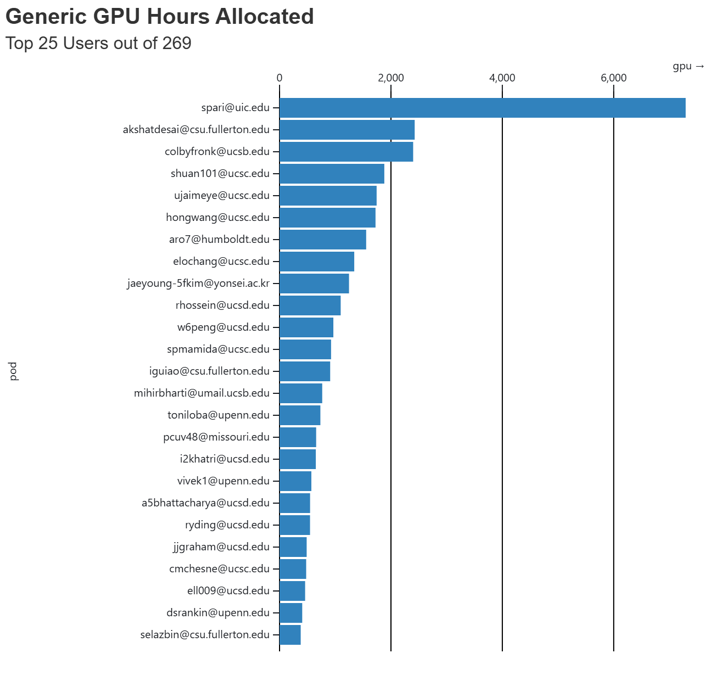 Generic GPU Hours Allocated
Top 25 Users out of 269
gpu →
0 2,000 4,000 6,000
spari@uic.edu
akshatdesai@csu.fullerton.edu
colbyfronk@ucsb.edu
shuan101@ucsc.edu
ujaimeye@ucsc.edu
hongwang@ucsc.edu
aro7@humboldt.edu
elochang@ucsc.edu
jaeyoung-5fkim@yonsei.ac.kr
rhossein@ucsd.edu
w6peng@ucsd.edu
spmamida@ucsc.edu
pod
iguiao@csu.fullerton.edu
mihirbharti@umail.ucsb.edu
toniloba@upenn.edu
pcuv48@missouri.edu
i2khatri@ucsd.edu
vivek1@upenn.edu
a5bhattacharya@ucsd.edu
ryding@ucsd.edu
jjgraham@ucsd.edu
cmchesne@ucsc.edu
ell009@ucsd.edu
dsrankin@upenn.edu
selazbin@csu.fullerton.edu